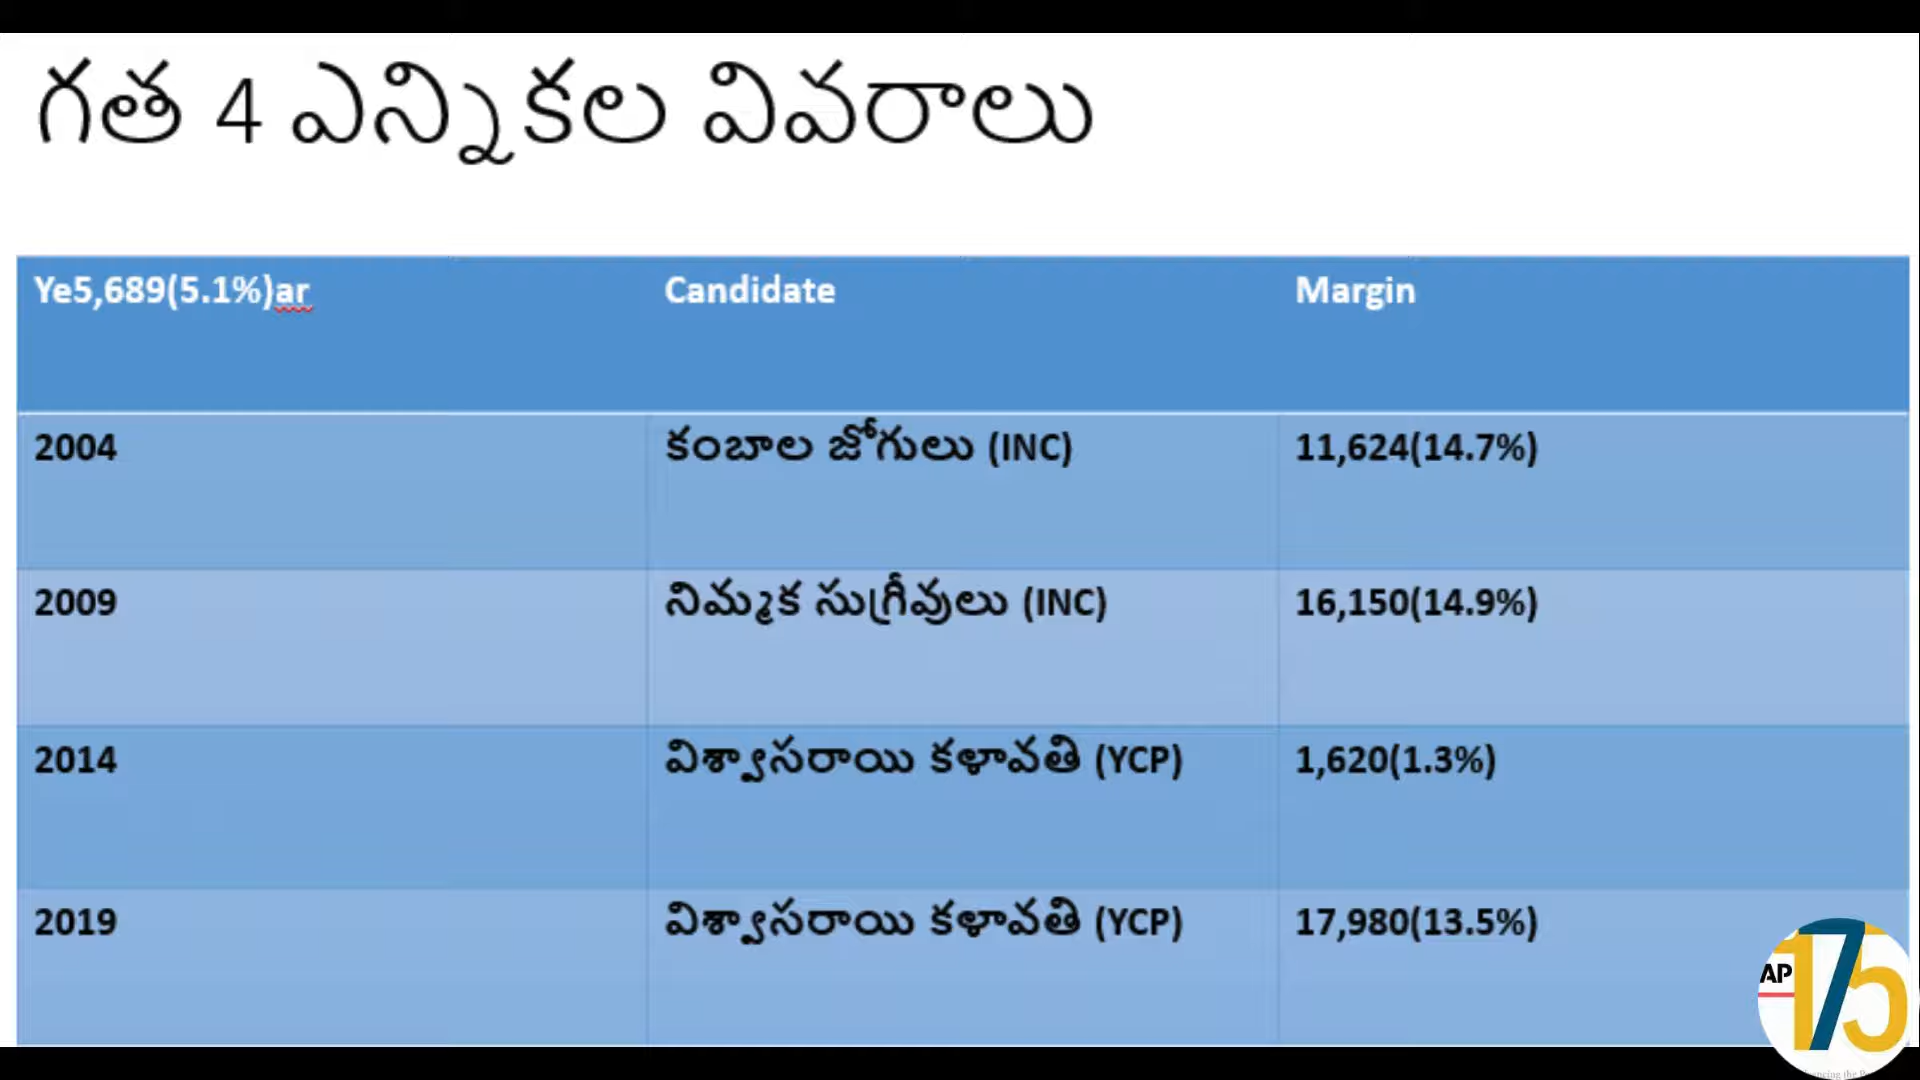 గత 4 ఎన్నికల వివరాలు
Ye5,689(5.1%)ar Candidate Margin
2004 కంబాల జోగులు (INC) 11,624(14.7%)
2009 నిమ్మక సుగ్రీవులు (INC) 16,150(14.9%)
2014 విశ్వాసరాయి కళావతి (YCP) 1,620(1.3%)
2019 విశ్వాసరాయి కళావతి (YCP) 17,980(13.5%)
AP 175